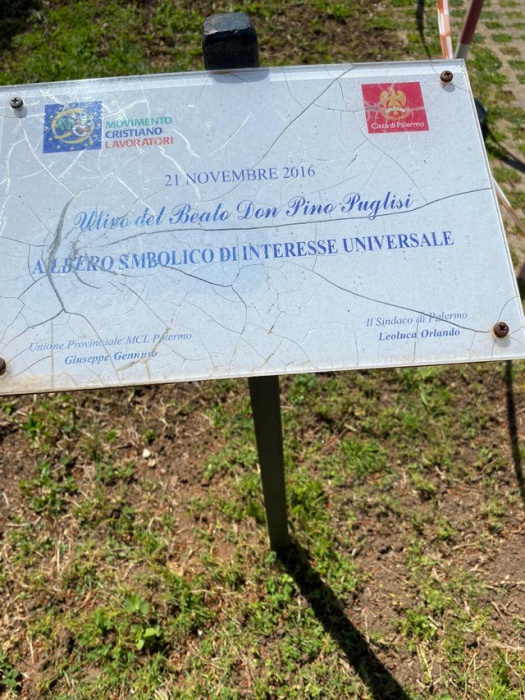 MOVIMENTO
CRISTIANO
LAVORATORI
Città di Palermo
21 NOVEMBRE 2016
Ulivo del Beato Don Pino Puglisi
ALBERO SMBOLICO DI INTERESSE UNIVERSALE
Unione Provinciale MCL Palermo
Giuseppe Gennuso
Il Sindaco di Palermo
Leoluca Orlando